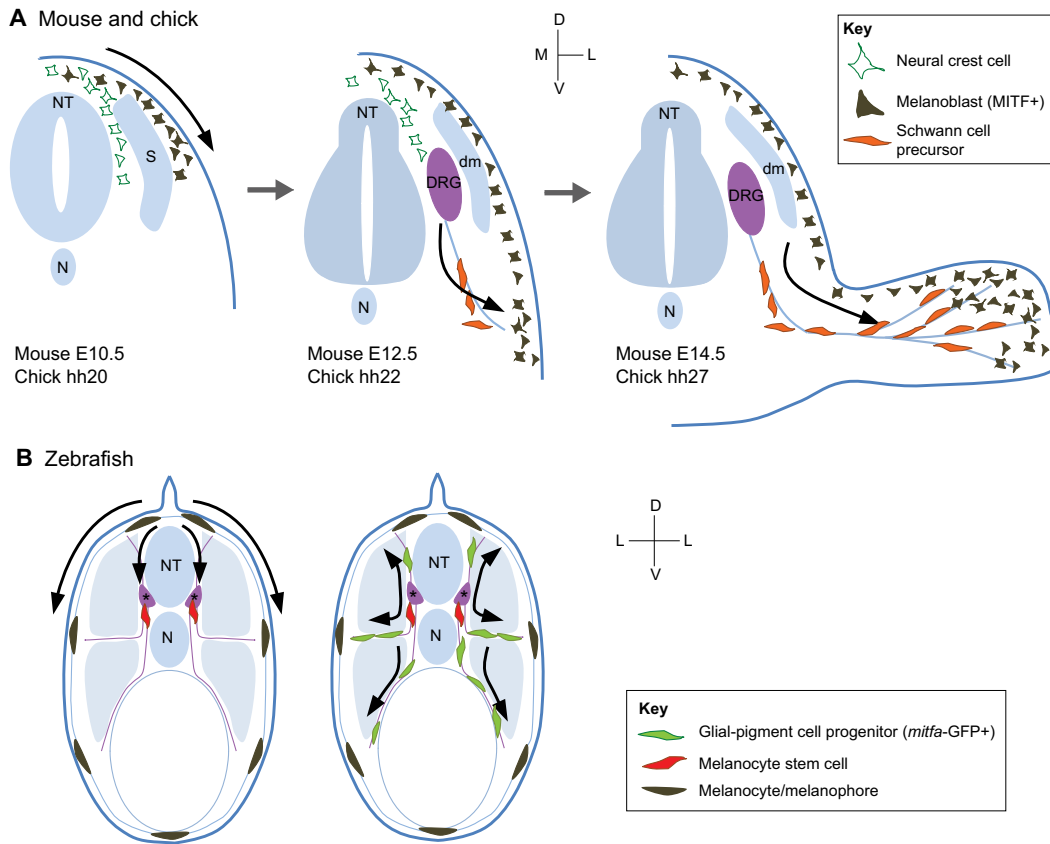 A Mouse and chick
D
M L
V
Key
Neural crest cell
Melanoblast (MITF+)
Schwann cell
precursor
NT
S
N
Mouse E10.5
Chick hh20
NT
dm
DRG
N
Mouse E12.5
Chick hh22
NT
dm
DRG
N
Mouse E14.5
Chick hh27
B Zebrafish
NT
* *
N
NT
* *
N
D
L L
V
Key
Glial-pigment cell progenitor (mitfa-GFP+)
Melanocyte stem cell
Melanocyte/melanophore